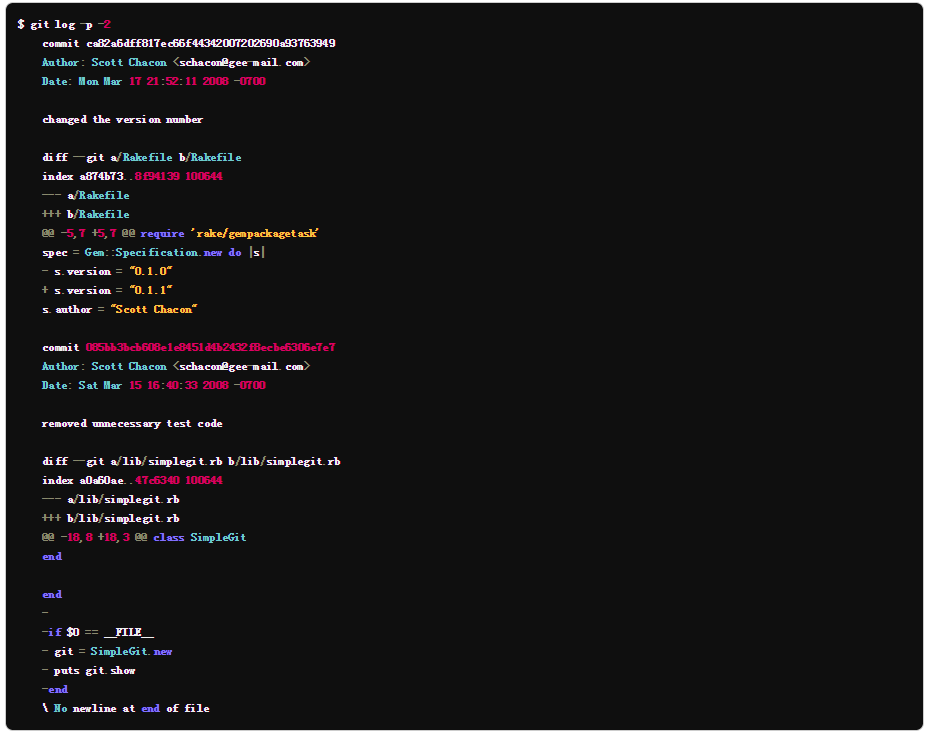 $ git log -p -2
commit ca82a6dff817ec66f44342007202690a93763949
Author: Scott Chacon <schacon@gee-mail.com>
Date: Mon Mar 17 21:52:11 2008 -0700
changed the version number
diff --git a/Rakefile b/Rakefile
index a874b73..8f94139 100644
--- a/Rakefile
+++ b/Rakefile
@@ -5,7 +5,7 @@ require 'rake/gempackagetask'
spec = Gem::Specification.new do |s|
- s.version = "0.1.0"
+ s.version = "0.1.1"
s.author = "Scott Chacon"
commit 085bb3bcb608e1e8451d4b2432f8ecbe6306e7e7
Author: Scott Chacon <schacon@gee-mail.com>
Date: Sat Mar 15 16:40:33 2008 -0700
removed unnecessary test code
diff --git a/lib/simplegit.rb b/lib/simplegit.rb
index a0a60ae..47c6340 100644
--- a/lib/simplegit.rb
+++ b/lib/simplegit.rb
@@ -18,8 +18,3 @@ class SimpleGit
end
end
-
-if $0 == __FILE__
- git = SimpleGit.new
- puts git.show
-end
\ No newline at end of file